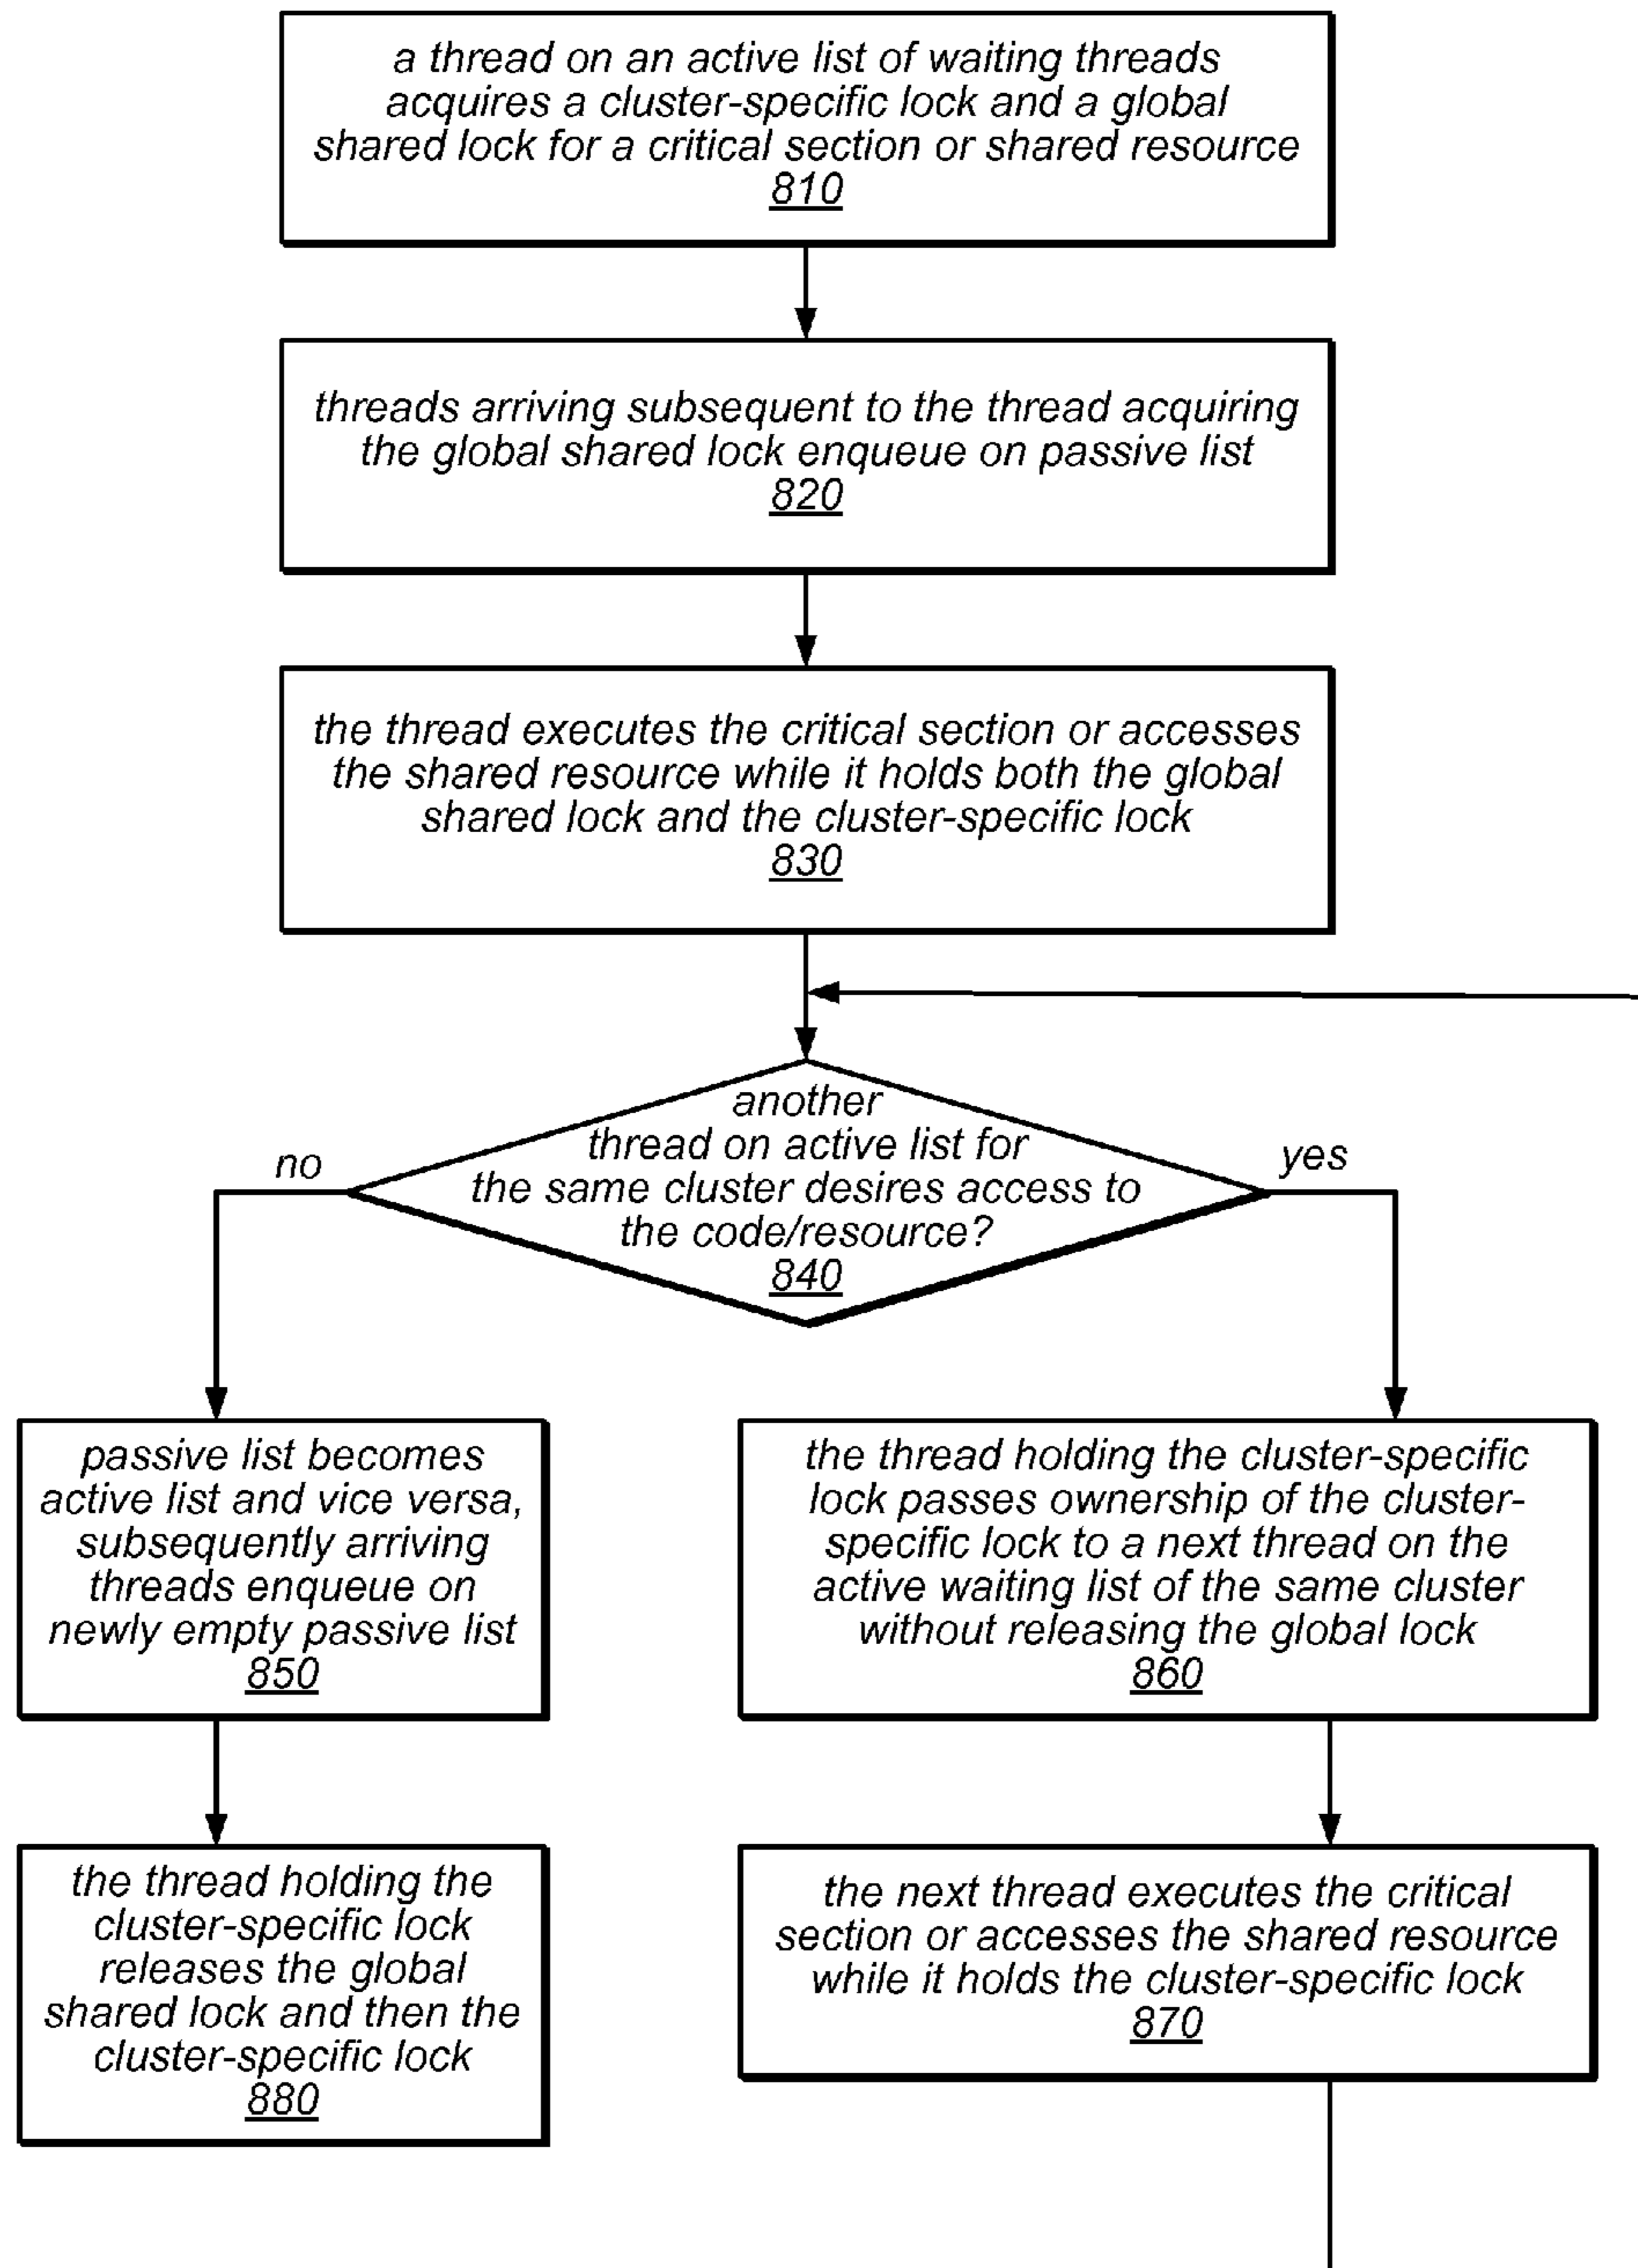 a thread on an active list of waiting threads
acquires a cluster-specific lock and a global
shared lock for a critical section or shared resource
810
threads arriving subsequent to the thread acquiring
the global shared lock enqueue on passive list
820
the thread executes the critical section or accesses
the shared resource while it holds both the global
shared lock and the cluster-specific lock
830
another
thread on active list for
the same cluster desires access to
the code/resource?
840
no
yes
passive list becomes
active list and vice versa,
subsequently arriving
threads enqueue on
newly empty passive list
850
the thread holding the cluster-specific
lock passes ownership of the cluster-
specific lock to a next thread on the
active waiting list of the same cluster
without releasing the global lock
860
the thread holding the
cluster-specific lock
releases the global
shared lock and then the
cluster-specific lock
880
the next thread executes the critical
section or accesses the shared resource
while it holds the cluster-specific lock
870